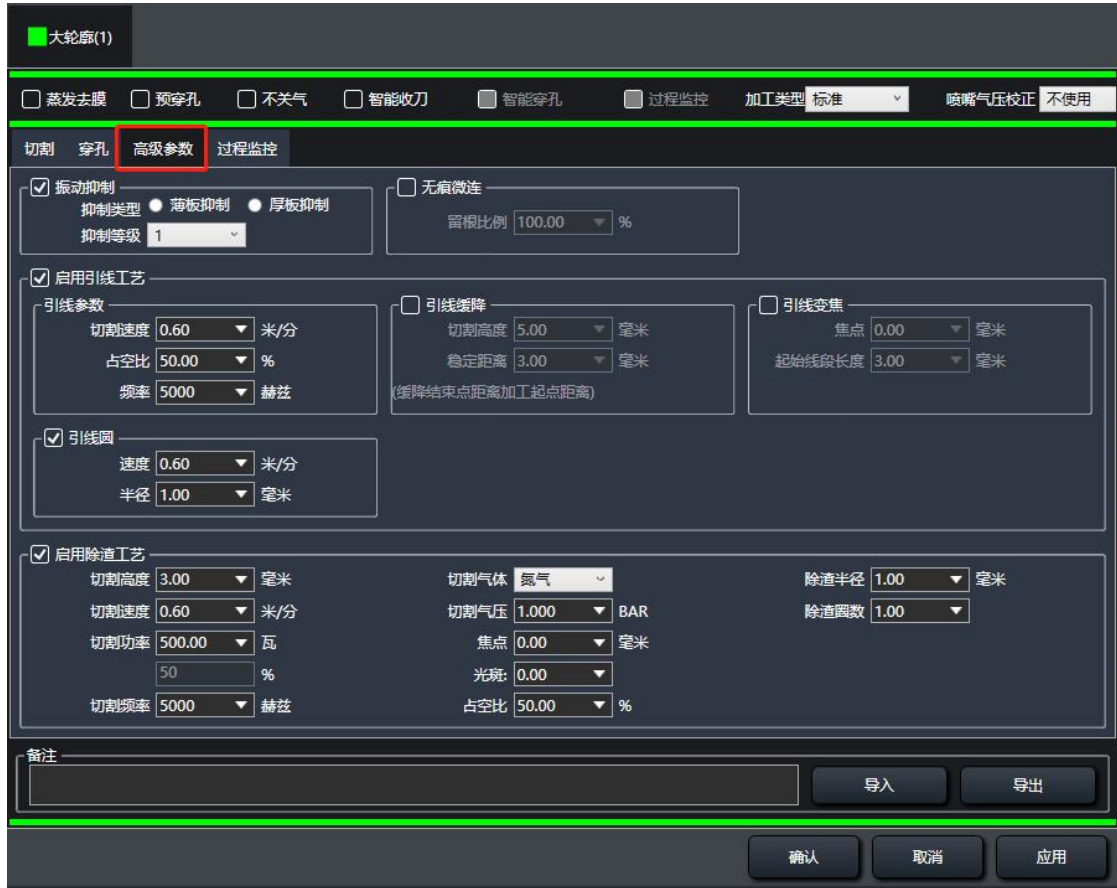 大轮廓(1)
蒸发去膜 预穿孔 不关气 智能收刀 智能穿孔 过程监控 加工类型 标准 喷嘴气压校正 不使用
切割 穿孔 高级参数 过程监控
振动抑制 无痕微连
抑制类型 薄板抑制 厚板抑制
留根比例 100.00 %
抑制等级 1
启用引线工艺
引线参数 引线缓降 引线变焦
切割速度 0.60 米/分 切割高度 5.00 毫米 焦点 0.00 毫米
占空比 50.00 % 稳定距离 3.00 毫米 起始线段长度 3.00 毫米
频率 5000 赫兹 (缓降结束点距离加工起点距离)
引线圆
速度 0.60 米/分
半径 1.00 毫米
启用除渣工艺
切割高度 3.00 毫米 切割气体 氮气 除渣半径 1.00 毫米
切割速度 0.60 米/分 切割气压 1.000 BAR 除渣圈数 1.00
切割功率 500.00 瓦 焦点 0.00 毫米
50 % 光斑: 0.00
切割频率 5000 赫兹 占空比 50.00 %
备注
导入 导出
确认 取消 应用